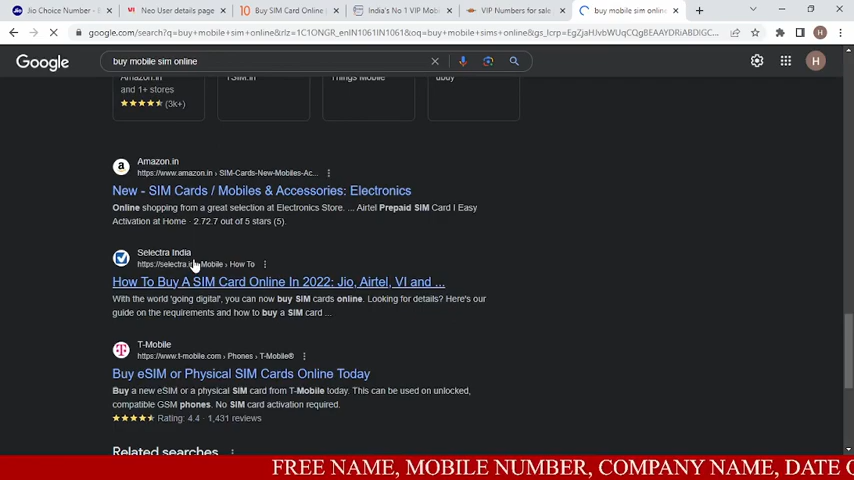 Jio Choice Number - B
Neo User details page
Buy SIM Card Online
India's No 1 VIP Mob
VIP Numbers for sale
buy mobile sim onlin
google.com/search?q=buy+mobile+sim+online&rlz=1C1ONGR_enIN1061IN1061&oq=buy+mobile+sims+online&gs_lcrp=EgZjaHJvbWUqCQgBEAAYDRiABDIGC...
Google
buy mobile sim online
H
Amazon.in
and 1+ stores
(3k+)
TSIM.in
Things Mobile
ubuy
Amazon.in
https://www.amazon.in › SIM-Cards-New-Mobiles-Ac...
New - SIM Cards / Mobiles & Accessories: Electronics
Online shopping from a great selection at Electronics Store. ... Airtel Prepaid SIM Card I Easy
Activation at Home · 2.72.7 out of 5 stars (5).
Selectra India
https://selectra.in Mobile › How To
How To Buy A SIM Card Online In 2022: Jio, Airtel, VI and ...
With the world 'going digital', you can now buy SIM cards online. Looking for details? Here's our
guide on the requirements and how to buy a SIM card ...
T-Mobile
https://www.t-mobile.com › Phones › T-Mobile®
Buy eSIM or Physical SIM Cards Online Today
Buy a new eSIM or a physical SIM card from T-Mobile today. This can be used on unlocked,
compatible GSM phones. No SIM card activation required.
Rating: 4.4 · 1,431 reviews
Related searches
FREE NAME, MOBILE NUMBER, COMPANY NAME, DATE O